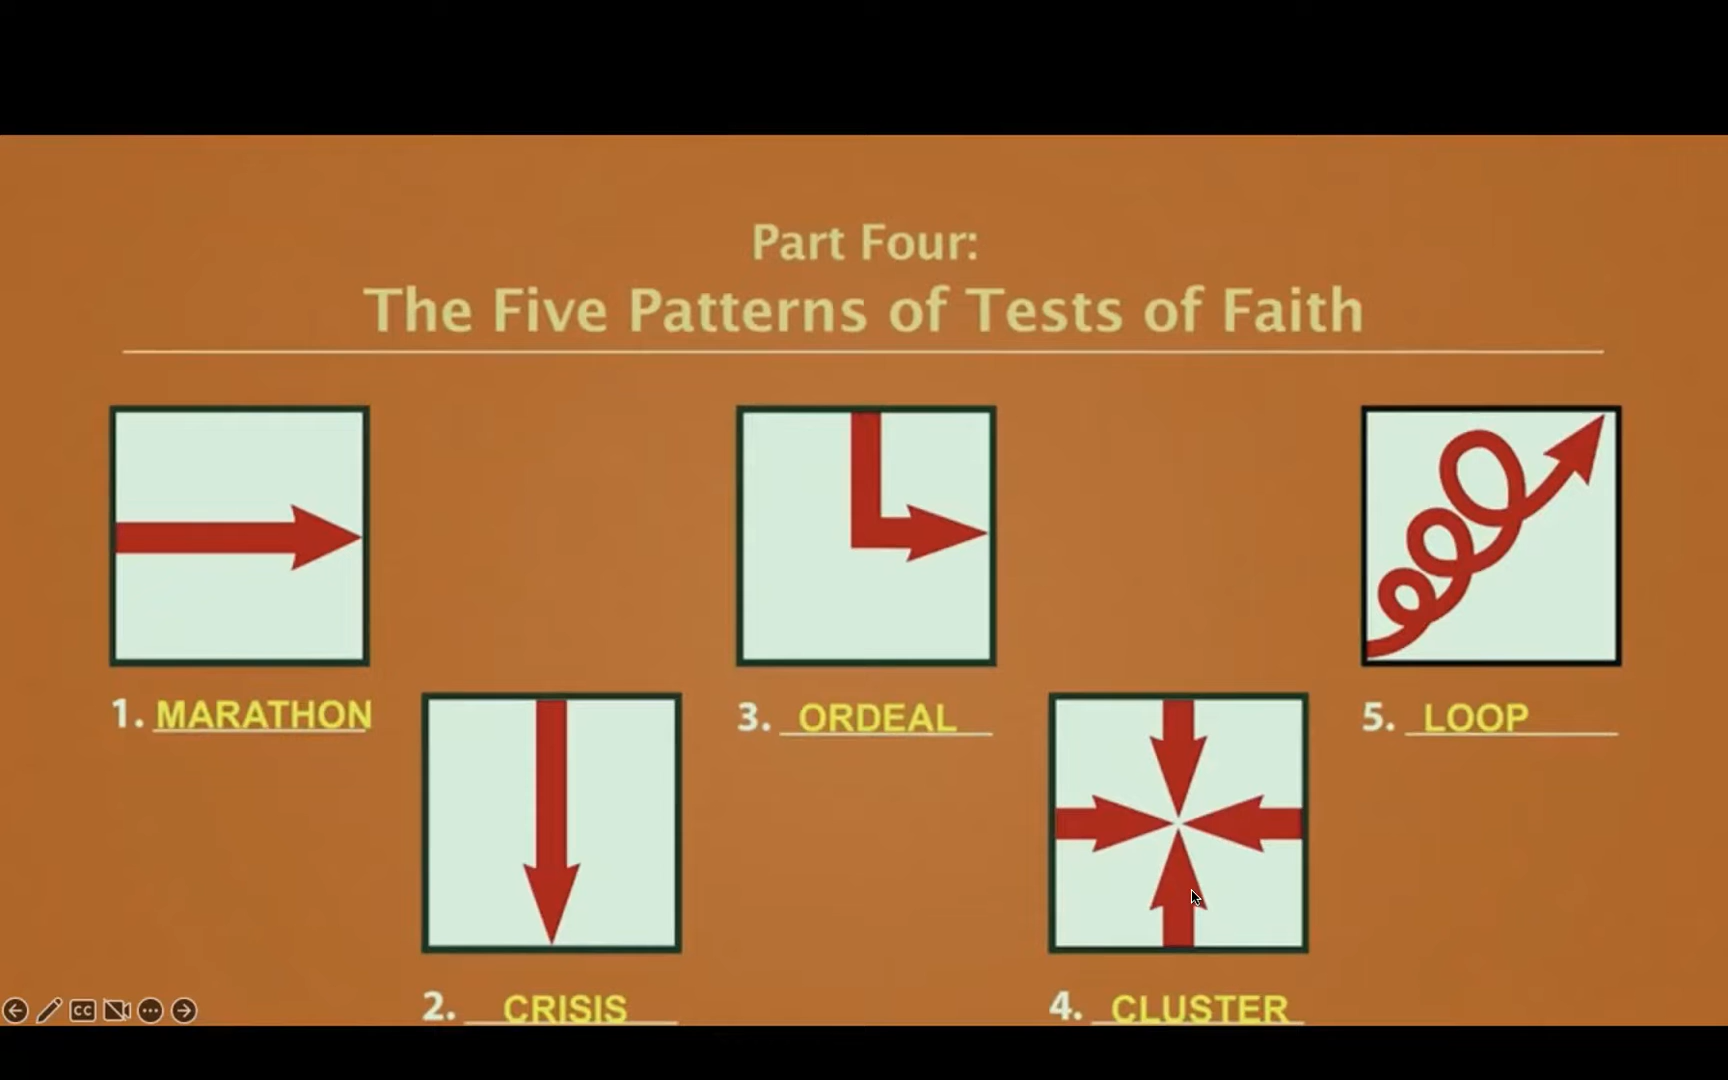 Part Four:
The Five Patterns of Tests of Faith
1. MARATHON
2. CRISIS
3. ORDEAL
4. CLUSTER
5. LOOP
CC